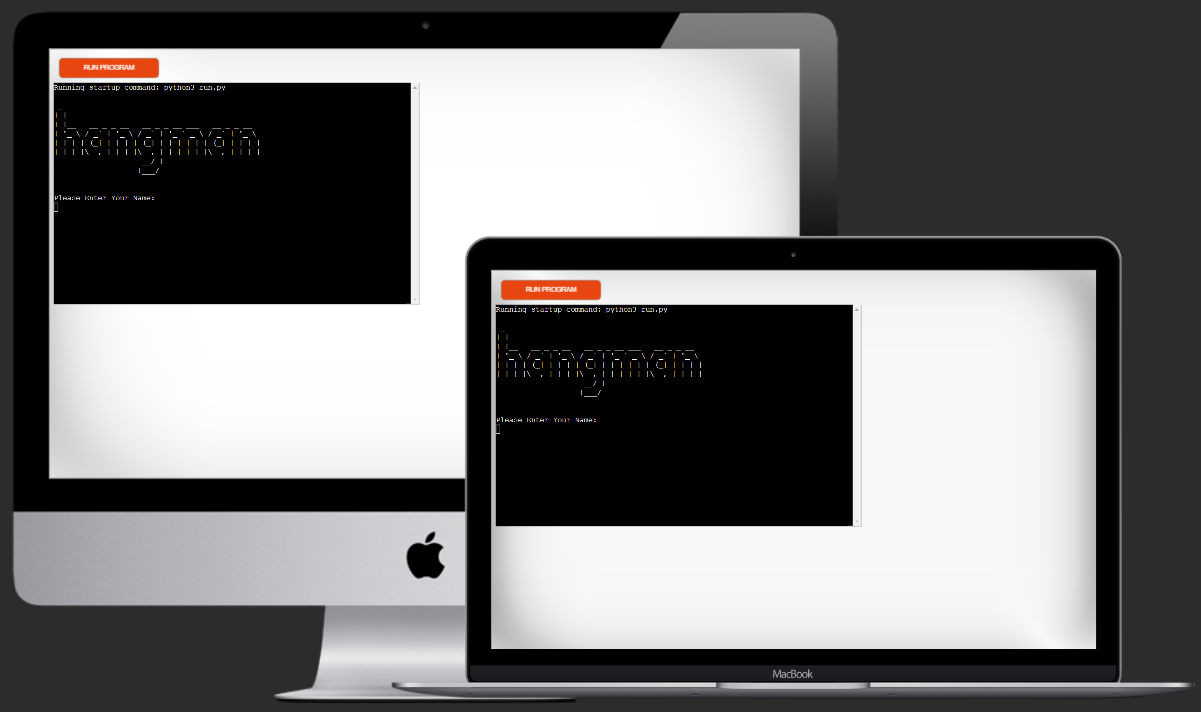 RUN PROGRAM
Running startup command: python3 run.py
hangman
Please Enter Your Name:
RUN PROGRAM
Running startup command: python3 run.py
hangman
Please Enter Your Name:
MacBook